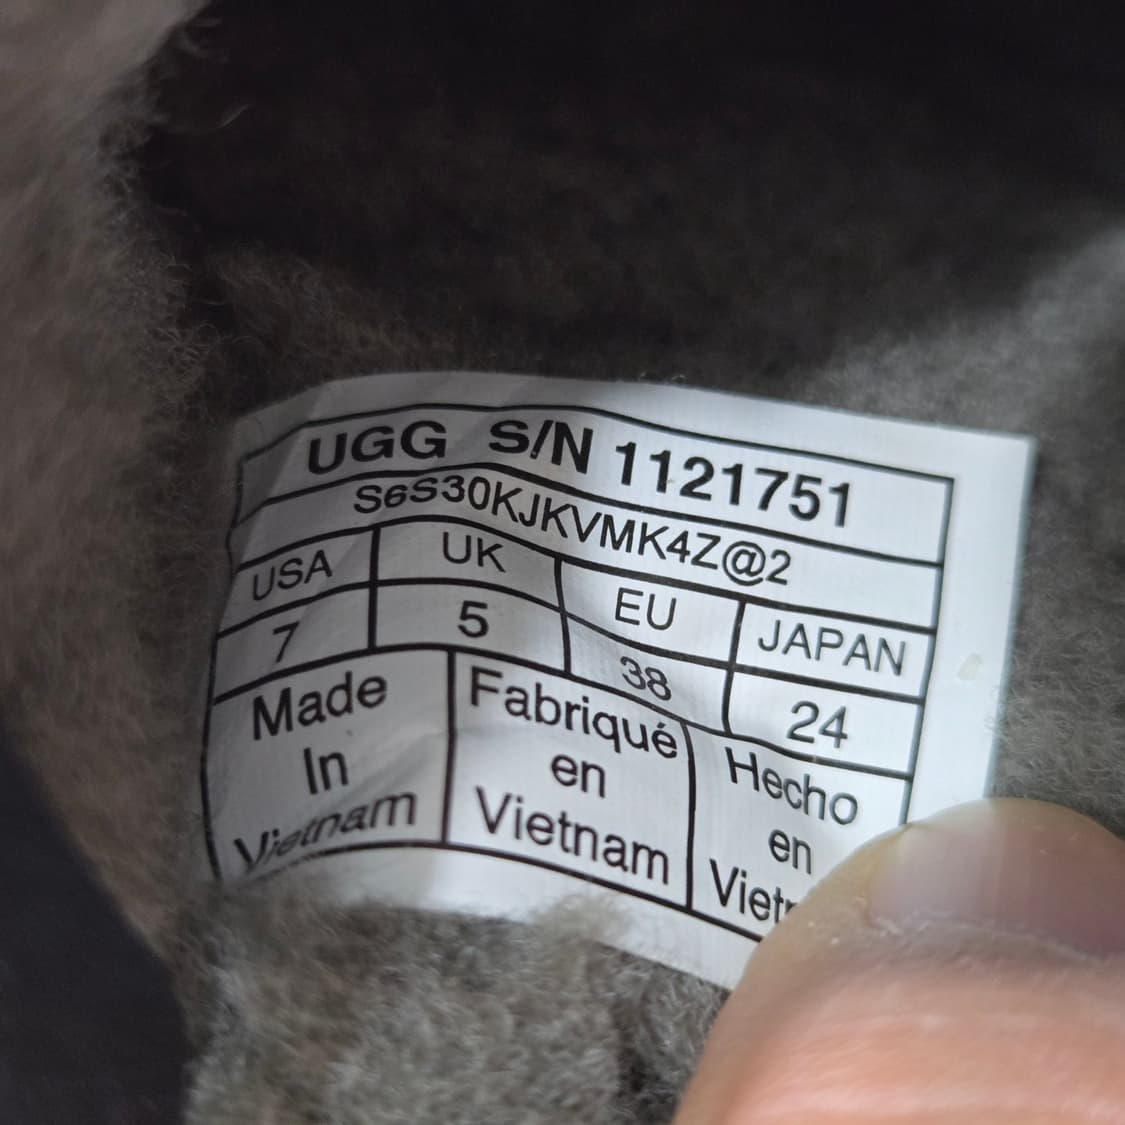 UGG S/N 1121751
S6S30KJKVMK4Z@2
USA UK EU JAPAN
7 5 38 24
Made
In
Vietnam
Fabriqué
en
Vietnam
Hecho
en